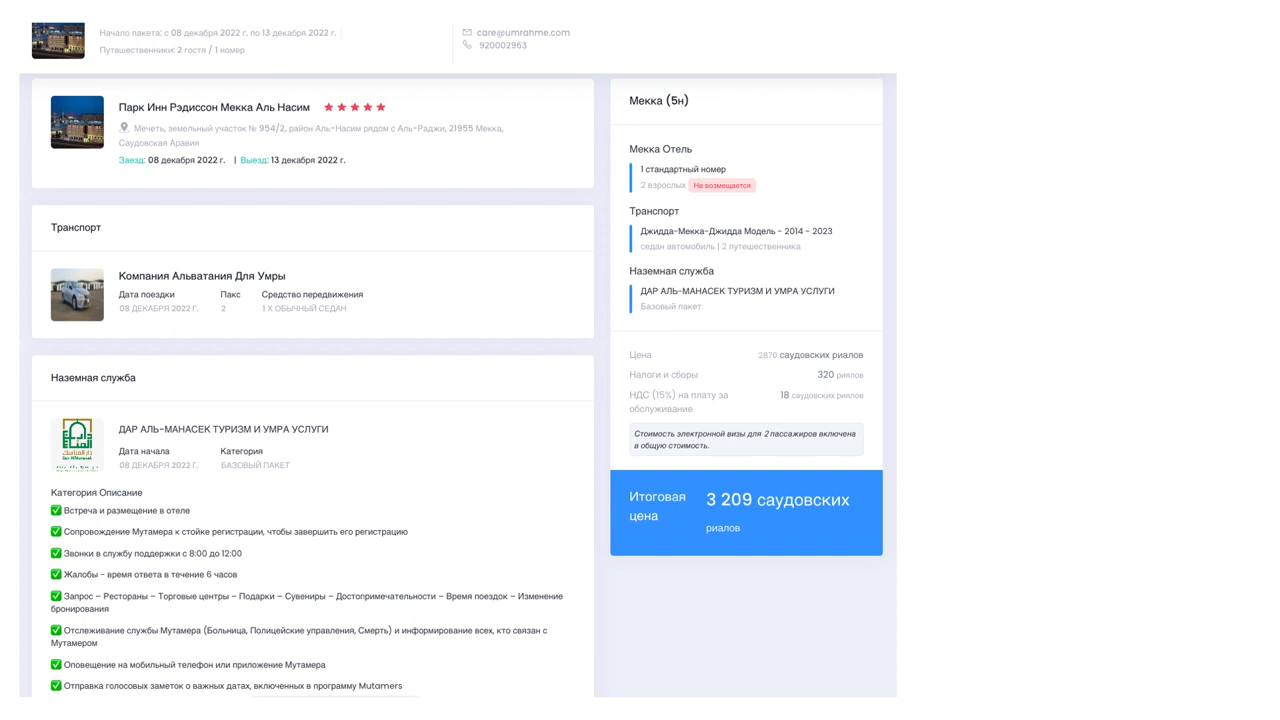 Начало пакета: с 08 декабря 2022 г. по 13 декабря 2022 г.
Путешественники: 2 гостя / 1 номер
care@umrahme.com
920002963
Парк Инн Рэдиссон Мекка Аль Насим
Мечеть, земельный участок № 954/2, район Аль-Насим рядом с Аль-Раджи, 21955 Мекка,
Саудовская Аравия
Заезд: 08 декабря 2022 г. | Выезд: 13 декабря 2022 г.
Транспорт
Компания Альватания Для Умры
Дата поездки Пакс Средство передвижения
08 ДЕКАБРЯ 2022 Г. 2 1 X ОБЫЧНЫЙ СЕДАН
Наземная служба
دار المناسك
ДАР АЛЬ-МАНАСЕК ТУРИЗМ И УМРА УСЛУГИ
Дата начала Категория
08 ДЕКАБРЯ 2022 Г. БАЗОВЫЙ ПАКЕТ
Категория Описание
✅ Встреча и размещение в отеле
✅ Сопровождение Мутамера к стойке регистрации, чтобы завершить его регистрацию
✅ Звонки в службу поддержки с 8:00 до 12:00
✅ Жалобы - время ответа в течение 6 часов
✅ Запрос – Рестораны – Торговые центры – Подарки – Сувениры – Достопримечательности – Время поездок – Изменение
бронирования
✅ Отслеживание службы Мутамера (Больница, Полицейские управления, Смерть) и информирование всех, кто связан с
Мутамером
✅ Оповещение на мобильный телефон или приложение Мутамера
✅ Отправка голосовых заметок о важных датах, включенных в программу Mutamers
Мекка (5н)
Мекка Отель
1 стандартный номер
2 взрослых Не возмещается
Транспорт
Джидда-Мекка-Джидда Модель - 2014 - 2023
седан автомобиль | 2 путешественника
Наземная служба
ДАР АЛЬ-МАНАСЕК ТУРИЗМ И УМРА УСЛУГИ
Базовый пакет
Цена 2870 саудовских риалов
Налоги и сборы 320 риялов
НДС (15%) на плату за 18 саудовских риялов
обслуживание
Стоимость электронной визы для 2 пассажиров включена
в общую стоимость.
Итоговая 3 209 саудовских
цена риалов